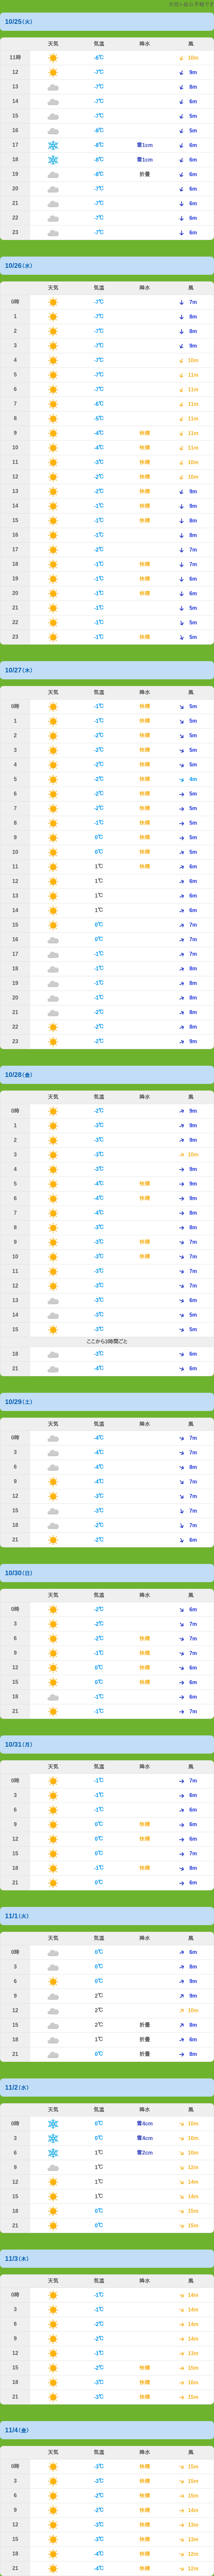 10/25(火)
天気 気温 降水 風
11時 -6℃ 10m
12 -7℃ 9m
13 -7℃ 8m
14 -7℃ 6m
15 -7℃ 5m
16 -6℃ 5m
17 -8℃ 雪1cm 6m
18 -8℃ 雪1cm 6m
19 -8℃ 折畳 6m
20 -7℃ 6m
21 -7℃ 6m
22 -7℃ 6m
23 -7℃ 6m
10/26(水)
天気 気温 降水 風
0時 -7℃ 7m
1 -7℃ 8m
2 -7℃ 8m
3 -7℃ 9m
4 -7℃ 10m
5 -7℃ 11m
6 -7℃ 11m
7 -6℃ 11m
8 -5℃ 11m
9 -4℃ 快晴 11m
10 -4℃ 快晴 11m
11 -3℃ 快晴 10m
12 -2℃ 快晴 10m
13 -2℃ 快晴 9m
14 -1℃ 快晴 9m
15 -1℃ 快晴 8m
16 -1℃ 8m
17 -2℃ 7m
18 -1℃ 快晴 7m
19 -1℃ 快晴 6m
20 -1℃ 快晴 6m
21 -1℃ 5m
22 -1℃ 5m
23 -1℃ 快晴 5m
10/27(木)
天気 気温 降水 風
0時 -1℃ 快晴 5m
1 -1℃ 快晴 5m
2 -2℃ 快晴 5m
3 -2℃ 快晴 5m
4 -2℃ 快晴 5m
5 -2℃ 快晴 4m
6 -2℃ 快晴 5m
7 -2℃ 快晴 5m
8 -1℃ 快晴 5m
9 0℃ 快晴 5m
10 0℃ 快晴 5m
11 1℃ 快晴 6m
12 1℃ 6m
13 1℃ 6m
14 1℃ 6m
15 0℃ 7m
16 0℃ 7m
17 -1℃ 7m
18 -1℃ 8m
19 -1℃ 8m
20 -1℃ 8m
21 -2℃ 8m
22 -2℃ 8m
23 -2℃ 9m
10/28(金)
天気 気温 降水 風
0時 -2℃ 9m
1 -3℃ 9m
2 -3℃ 9m
3 -3℃ 10m
4 -3℃ 9m
5 -4℃ 快晴 9m
6 -4℃ 快晴 9m
7 -4℃ 8m
8 -3℃ 8m
9 -3℃ 快晴 7m
10 -3℃ 快晴 7m
11 -3℃ 7m
12 -3℃ 7m
13 -3℃ 6m
14 -3℃ 5m
15 -3℃ 5m
ここから3時間ごと
18 -3℃ 6m
21 -4℃ 6m
10/29(土)
天気 気温 降水 風
0時 -4℃ 7m
3 -4℃ 7m
6 -4℃ 8m
9 -4℃ 7m
12 -3℃ 7m
15 -3℃ 7m
18 -2℃ 7m
21 -2℃ 6m
10/30(日)
天気 気温 降水 風
0時 -2℃ 6m
3 -2℃ 7m
6 -2℃ 快晴 7m
9 -1℃ 快晴 7m
12 0℃ 快晴 6m
15 0℃ 快晴 6m
18 -1℃ 6m
21 -1℃ 7m
10/31(月)
天気 気温 降水 風
0時 -1℃ 7m
3 -1℃ 6m
6 -1℃ 6m
9 0℃ 快晴 6m
12 0℃ 快晴 6m
15 0℃ 7m
18 -1℃ 快晴 8m
21 0℃ 6m
11/1(火)
天気 気温 降水 風
0時 0℃ 6m
3 0℃ 8m
6 0℃ 9m
9 2℃ 9m
12 2℃ 10m
15 2℃ 折畳 8m
18 1℃ 折畳 6m
21 0℃ 折畳 8m
11/2(水)
天気 気温 降水 風
0時 0℃ 雪4cm 10m
3 0℃ 雪4cm 10m
6 1℃ 雪2cm 10m
9 1℃ 12m
12 1℃ 14m
15 1℃ 14m
18 0℃ 15m
21 0℃ 15m
11/3(木)
天気 気温 降水 風
0時 -1℃ 14m
3 -1℃ 14m
6 -2℃ 14m
9 -2℃ 14m
12 -1℃ 13m
15 -2℃ 快晴 15m
18 -3℃ 快晴 16m
21 -3℃ 快晴 15m
11/4(金)
天気 気温 降水 風
0時 -3℃ 快晴 15m
3 -3℃ 快晴 15m
6 -2℃ 快晴 15m
9 -2℃ 快晴 14m
12 -3℃ 快晴 13m
15 -3℃ 快晴 13m
18 -4℃ 快晴 12m
21 -4℃ 快晴 12m